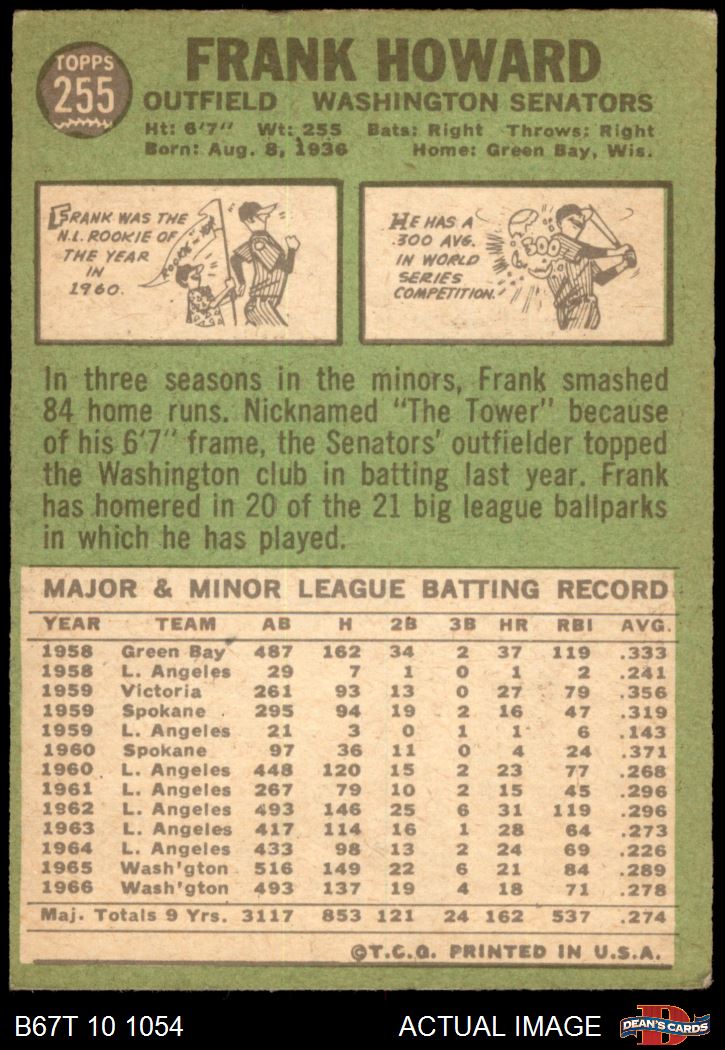 TOPPS
255
FRANK HOWARD
OUTFIELD WASHINGTON SENATORS
Ht: 6'7" Wt: 255 Bats: Right Throws: Right
Born: Aug. 8, 1936 Home: Green Bay, Wis.
FRANK WAS THE
N.L. ROOKIE OF
THE YEAR
IN
1960.
HE HAS A
.300 AVG.
IN WORLD
SERIES
COMPETITION.
300
In three seasons in the minors, Frank smashed
84 home runs. Nicknamed "The Tower" because
of his 6'7" frame, the Senators' outfielder topped
the Washington club in batting last year. Frank
has homered in 20 of the 21 big league ballparks
in which he has played.
MAJOR & MINOR LEAGUE BATTING RECORD
YEAR TEAM AB H 2B 3B HR RBI AVG.
1958 Green Bay 487 162 34 2 37 119 .333
1958 L. Angeles 29 7 1 0 1 2 .241
1959 Victoria 261 93 13 0 27 79 .356
1959 Spokane 295 94 19 2 16 47 .319
1959 L. Angeles 21 3 0 1 1 6 .143
1960 Spokane 97 36 11 0 4 24 .371
1960 L. Angeles 448 120 15 2 23 77 .268
1961 L. Angeles 267 79 10 2 15 45 .296
1962 L. Angeles 493 146 25 6 31 119 .296
1963 L. Angeles 417 114 16 1 28 64 .273
1964 L. Angeles 433 98 13 2 24 69 .226
1965 Wash'gton 516 149 22 6 21 84 .289
1966 Wash'gton 493 137 19 4 18 71 .278
Maj. Totals 9 Yrs. 3117 853 121 24 162 537 .274
©T.C.G. PRINTED IN U.S.A.
B67T 10 1054 ACTUAL IMAGE
DEAN'S CARDS